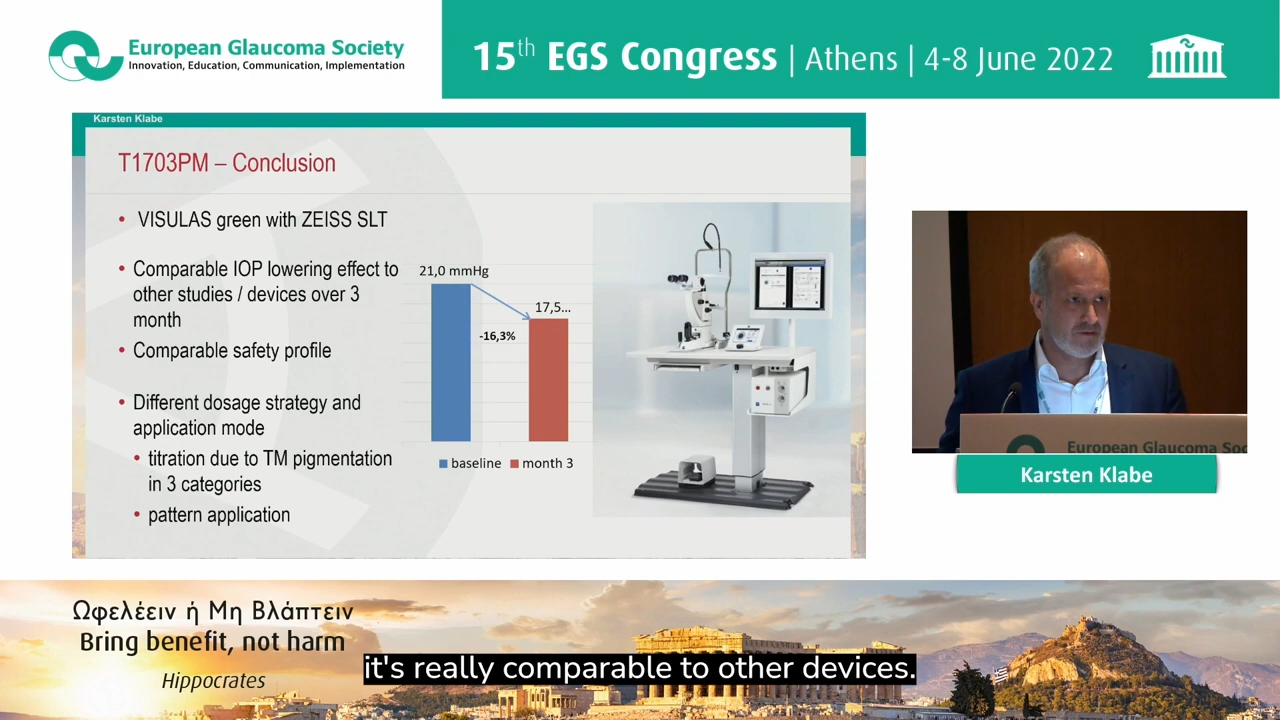 European Glaucoma Society
Innovation, Education, Communication, Implementation
15th EGS Congress | Athens | 4-8 June 2022
Karsten Klabe
T1703PM – Conclusion
• VISULAS green with ZEISS SLT
• Comparable IOP lowering effect to
other studies / devices over 3
month
• Comparable safety profile
• Different dosage strategy and
application mode
• titration due to TM pigmentation
in 3 categories
• pattern application
21,0 mmHg
17,5...
-16,3%
baseline
month 3
European Glaucoma Soc
Karsten Klabe
Ωφελέειν ή Μη Βλάπτειν
Bring benefit, not harm
Hippocrates
it's really comparable to other devices.